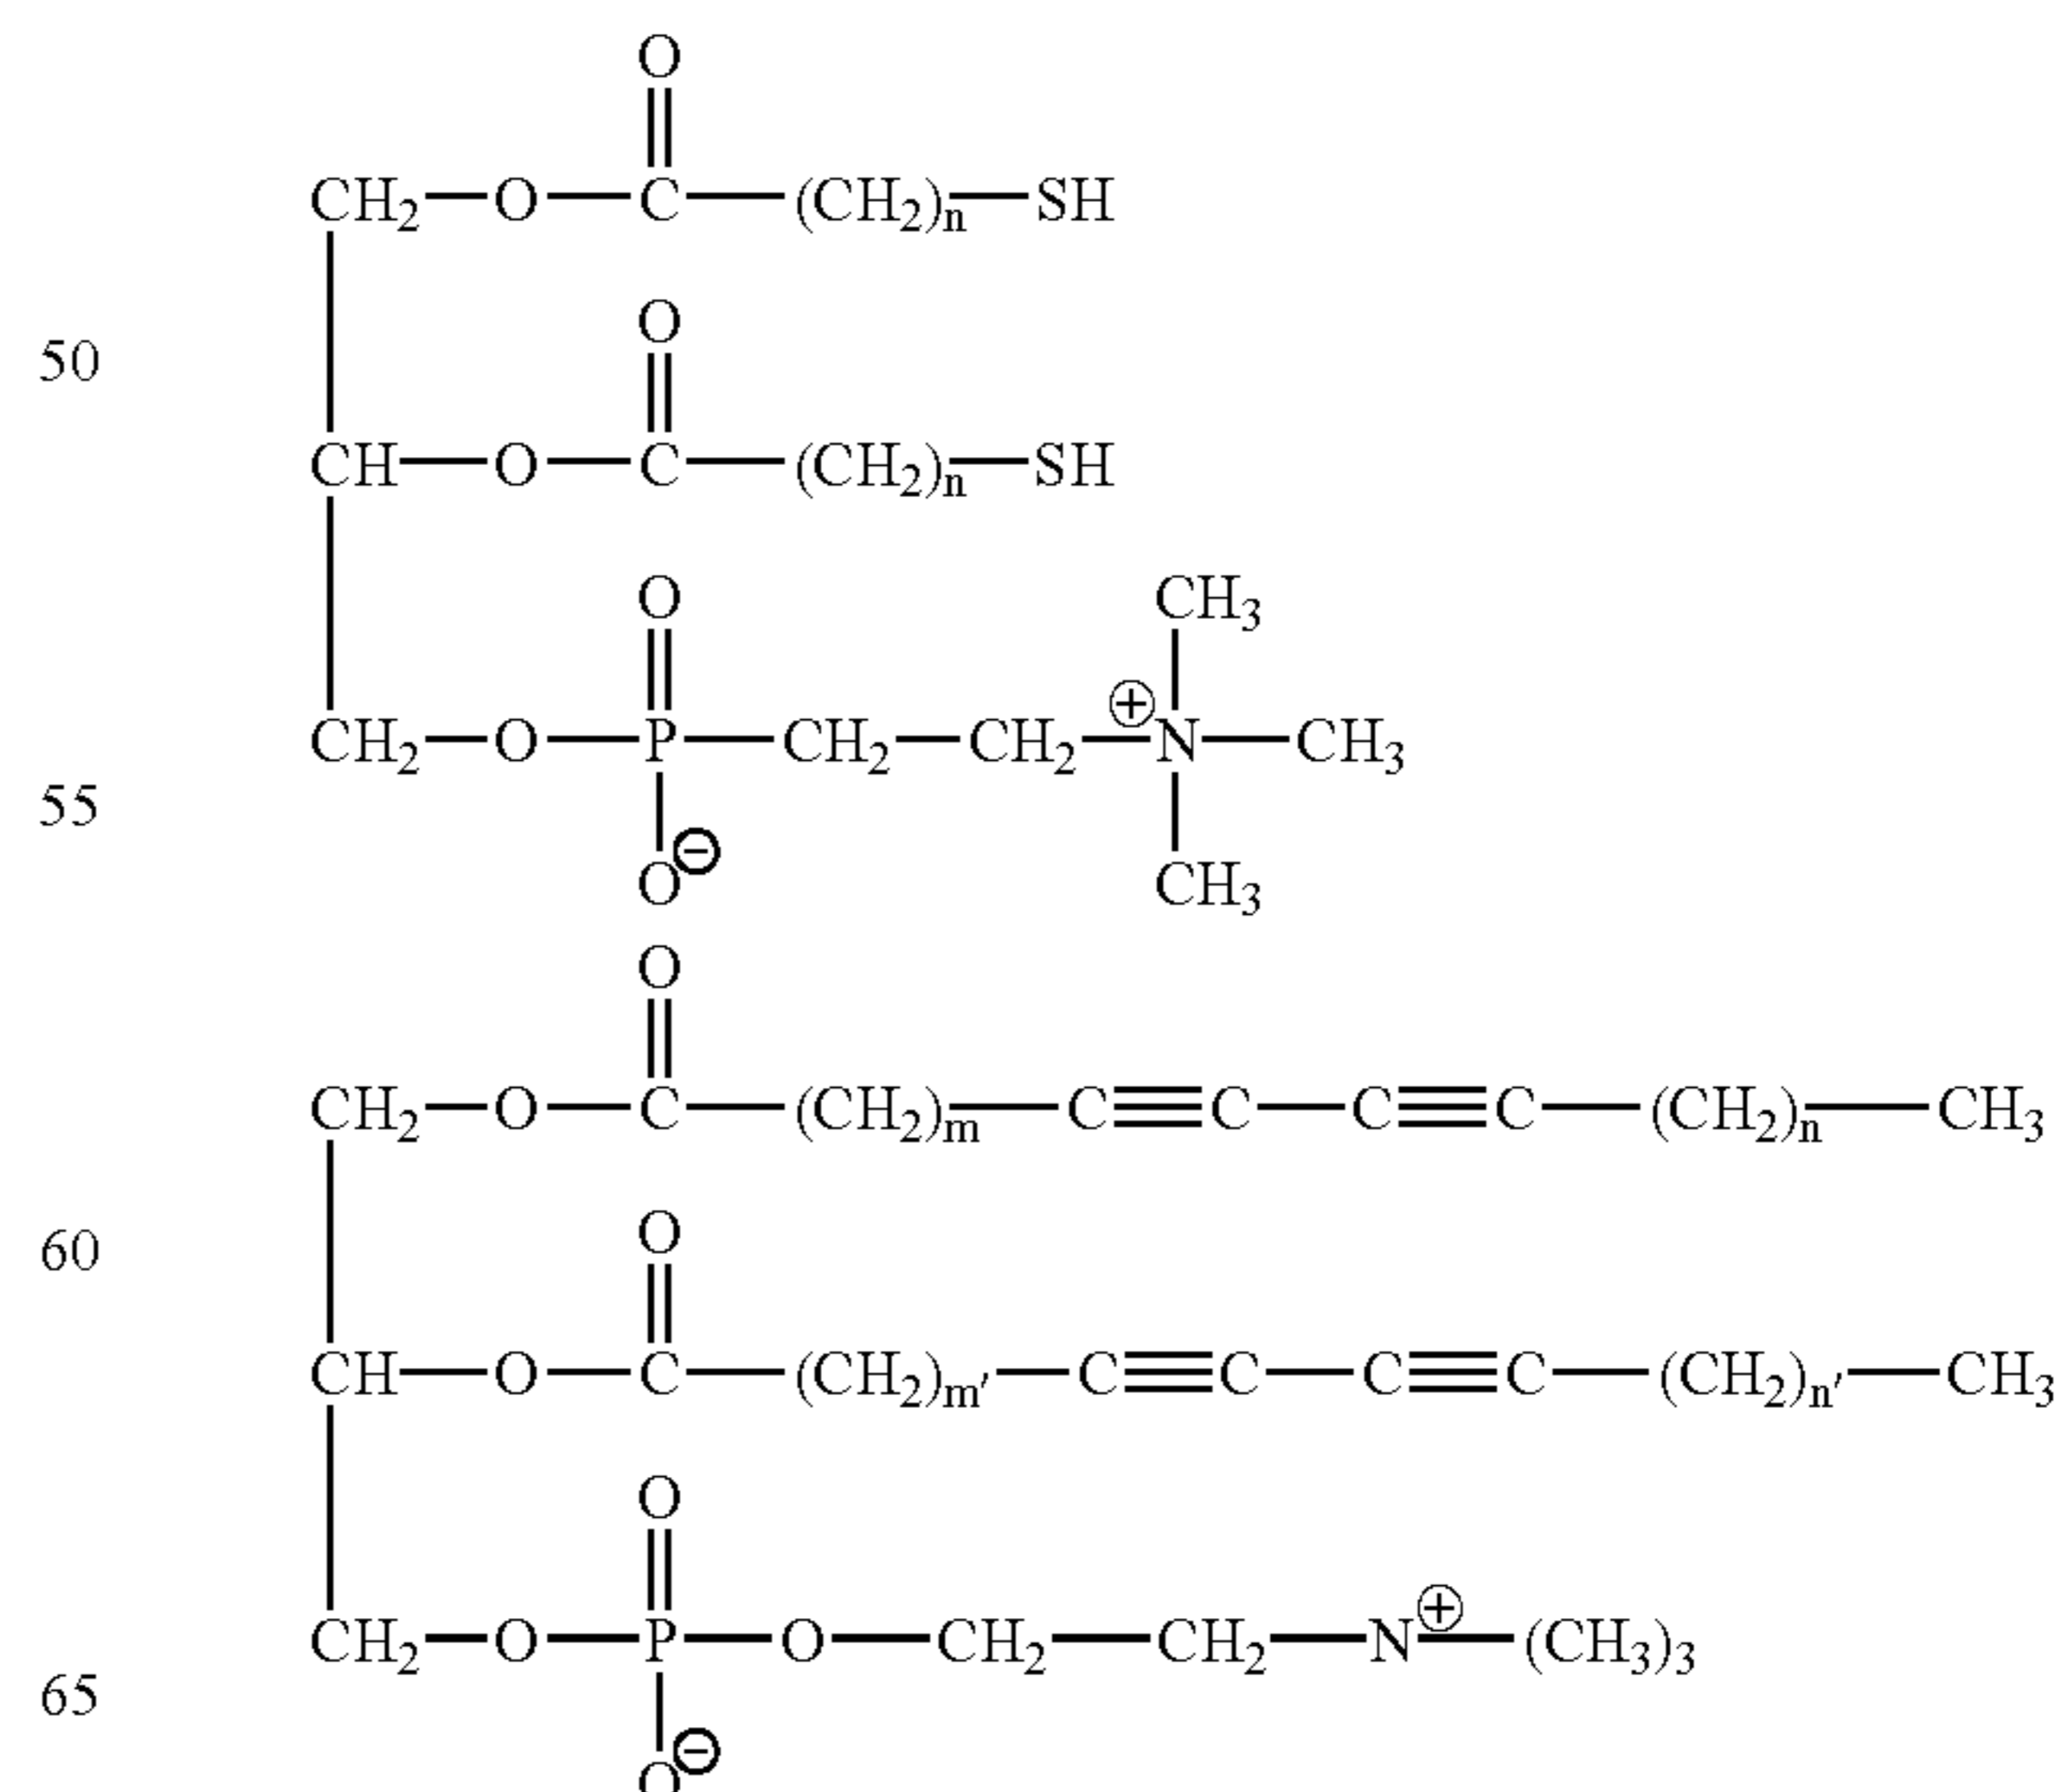 O
CH₂—O—C—(CH₂)ₙ—SH
O
50
CH—O—C—(CH₂)ₙ—SH
O CH₃
⊕
CH₂—O—P—CH₂—CH₂—N—CH₃
55
⊖
O CH₃
O
CH₂—O—C—(CH₂)ₘ—C≡C—C≡C—(CH₂)ₙ—CH₃
O
60
CH—O—C—(CH₂)m'—C≡C—C≡C—(CH₂)n'—CH₃
O
⊕
CH₂—O—P—O—CH₂—CH₂—N—(CH₃)₃
65
⊖
O